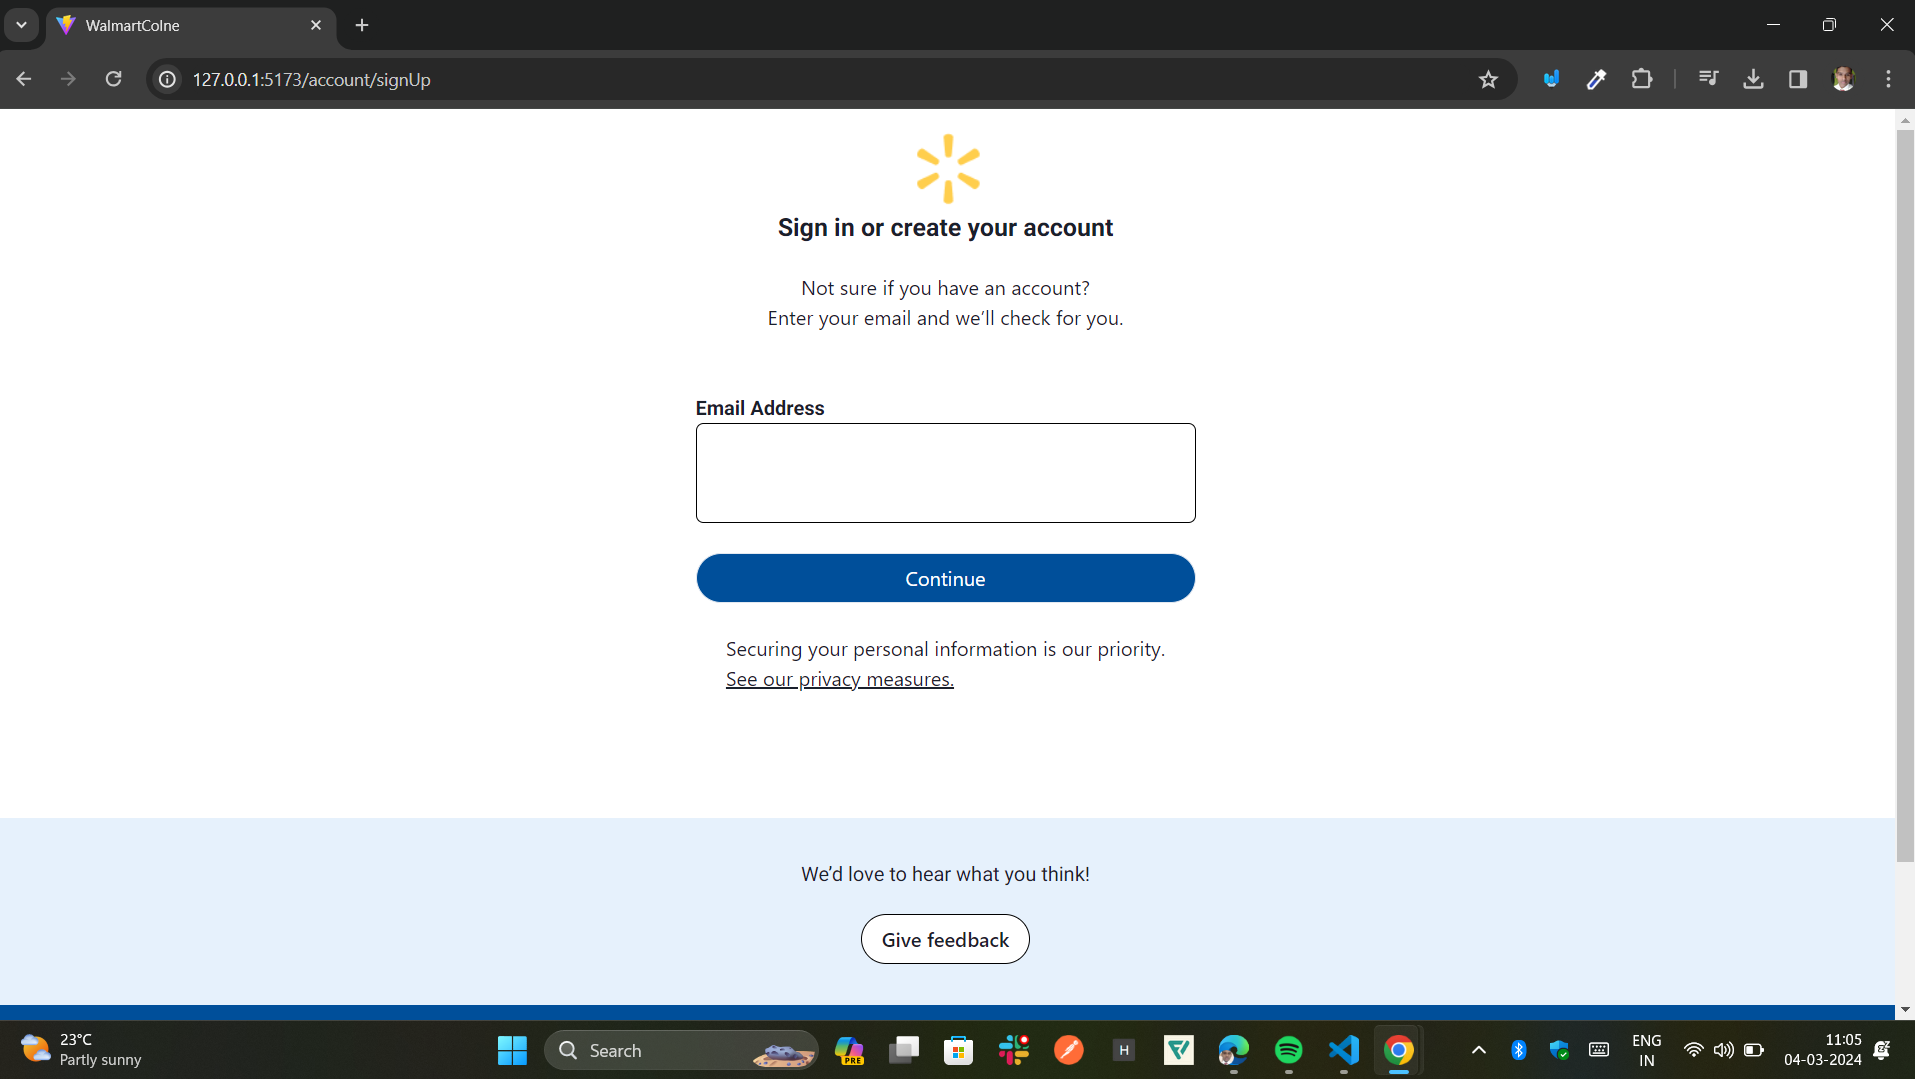 WalmartColne
127.0.0.1:5173/account/signUp
Sign in or create your account
Not sure if you have an account?
Enter your email and we’ll check for you.
Email Address
Continue
Securing your personal information is our priority.
See our privacy measures.
We’d love to hear what you think!
Give feedback
23°C
Partly sunny
Search
PRE
H
ENG
IN
11:05
04-03-2024